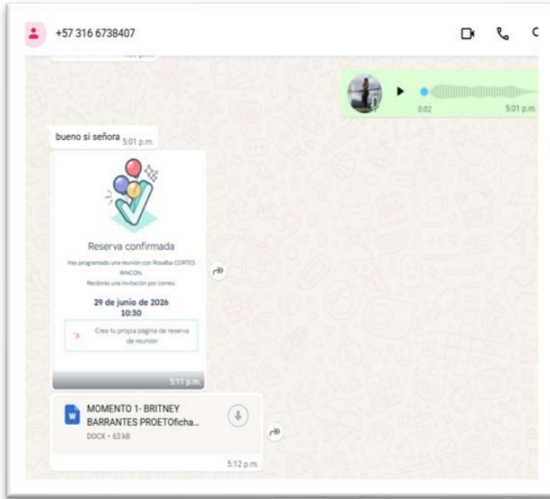 +57 316 6738407
0:02
5:01 p.m.
bueno si señora 5:01 p.m.
Reserva confirmada
Has programado una reunión con Rosalba CORTES
RINCON.
Recibirás una invitación por correo.
29 de junio de 2026
10:30
Crea tu propia página de reserva
de reunión
5:11 p.m.
W
MOMENTO 1- BRITNEY
BARRANTES PROETOficha...
DOCX • 63 kB
5:12 p.m.